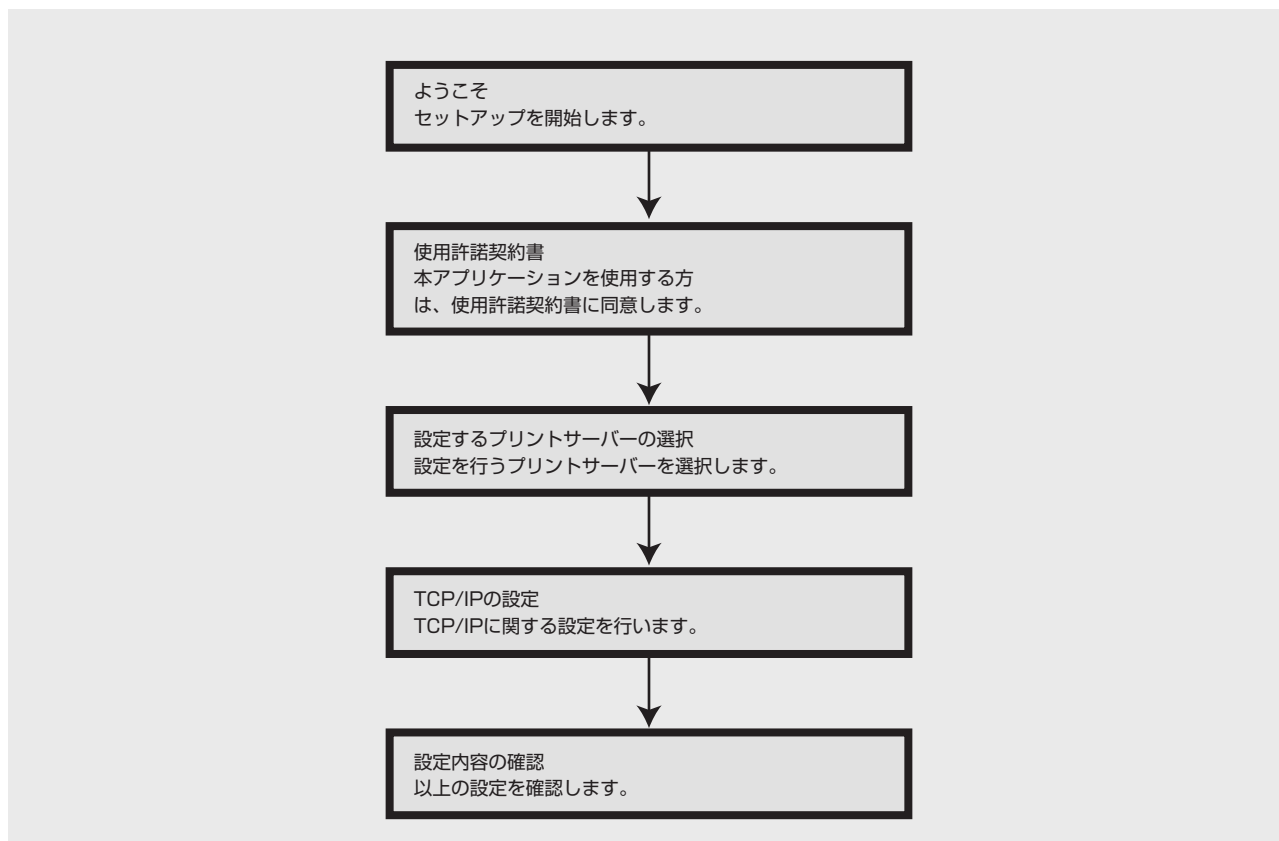 ようこそ
セットアップを開始します。
使用許諾契約書
本アプリケーションを使用する方
は、使用許諾契約書に同意します。
設定するプリントサーバーの選択
設定を行うプリントサーバーを選択します。
TCP/IPの設定
TCP/IPに関する設定を行います。
設定内容の確認
以上の設定を確認します。